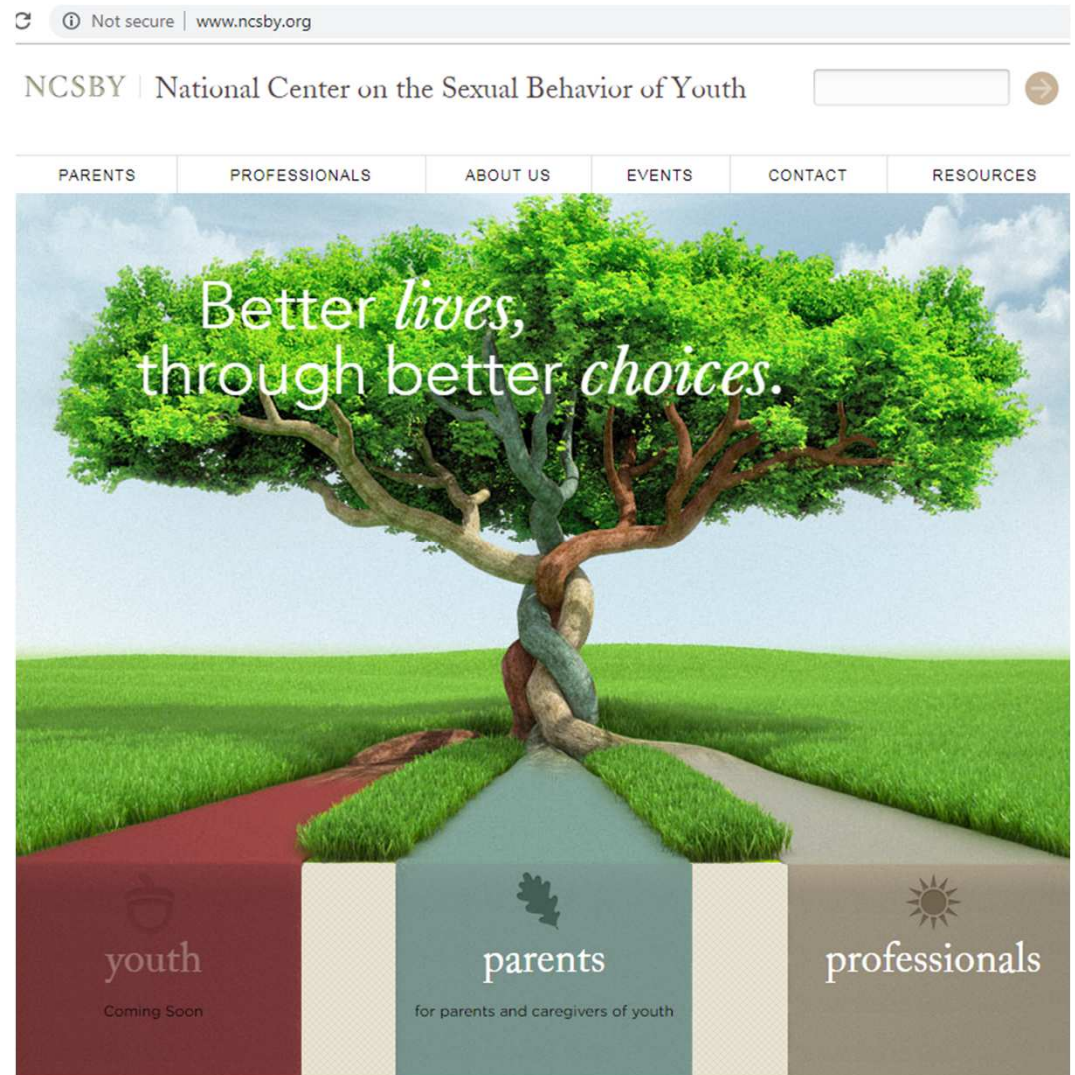 Not secure | www.ncsby.org
NCSBY | National Center on the Sexual Behavior of Youth
PARENTS PROFESSIONALS ABOUT US EVENTS CONTACT RESOURCES
Better lives,
through better choices.
youth
Coming Soon
parents
for parents and caregivers of youth
professionals